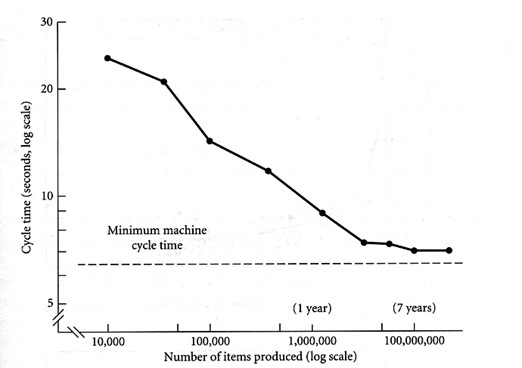 30
20
10
5
Cycle time (seconds, log scale)
Minimum machine
cycle time
(1 year)
(7 years)
10,000
100,000
1,000,000
100,000,000
Number of items produced (log scale)